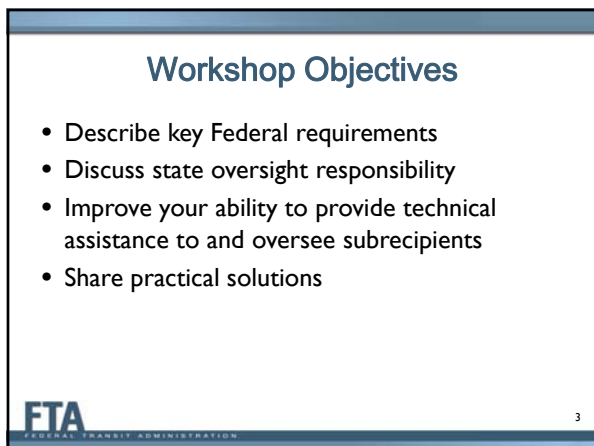 Workshop Objectives
• Describe key Federal requirements
• Discuss state oversight responsibility
• Improve your ability to provide technical
assistance to and oversee subrecipients
• Share practical solutions
FTA
FEDERAL TRANSIT ADMINISTRATION
3